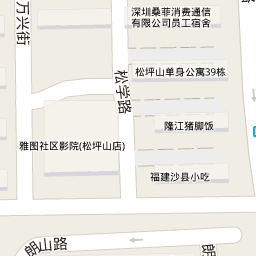 万兴街
深圳桑菲消费通信
有限公司员工宿舍
松坪山单身公寓39栋
松学路
隆江猪脚饭
雅图社区影院(松坪山店)
福建沙县小吃
朗山路
朗